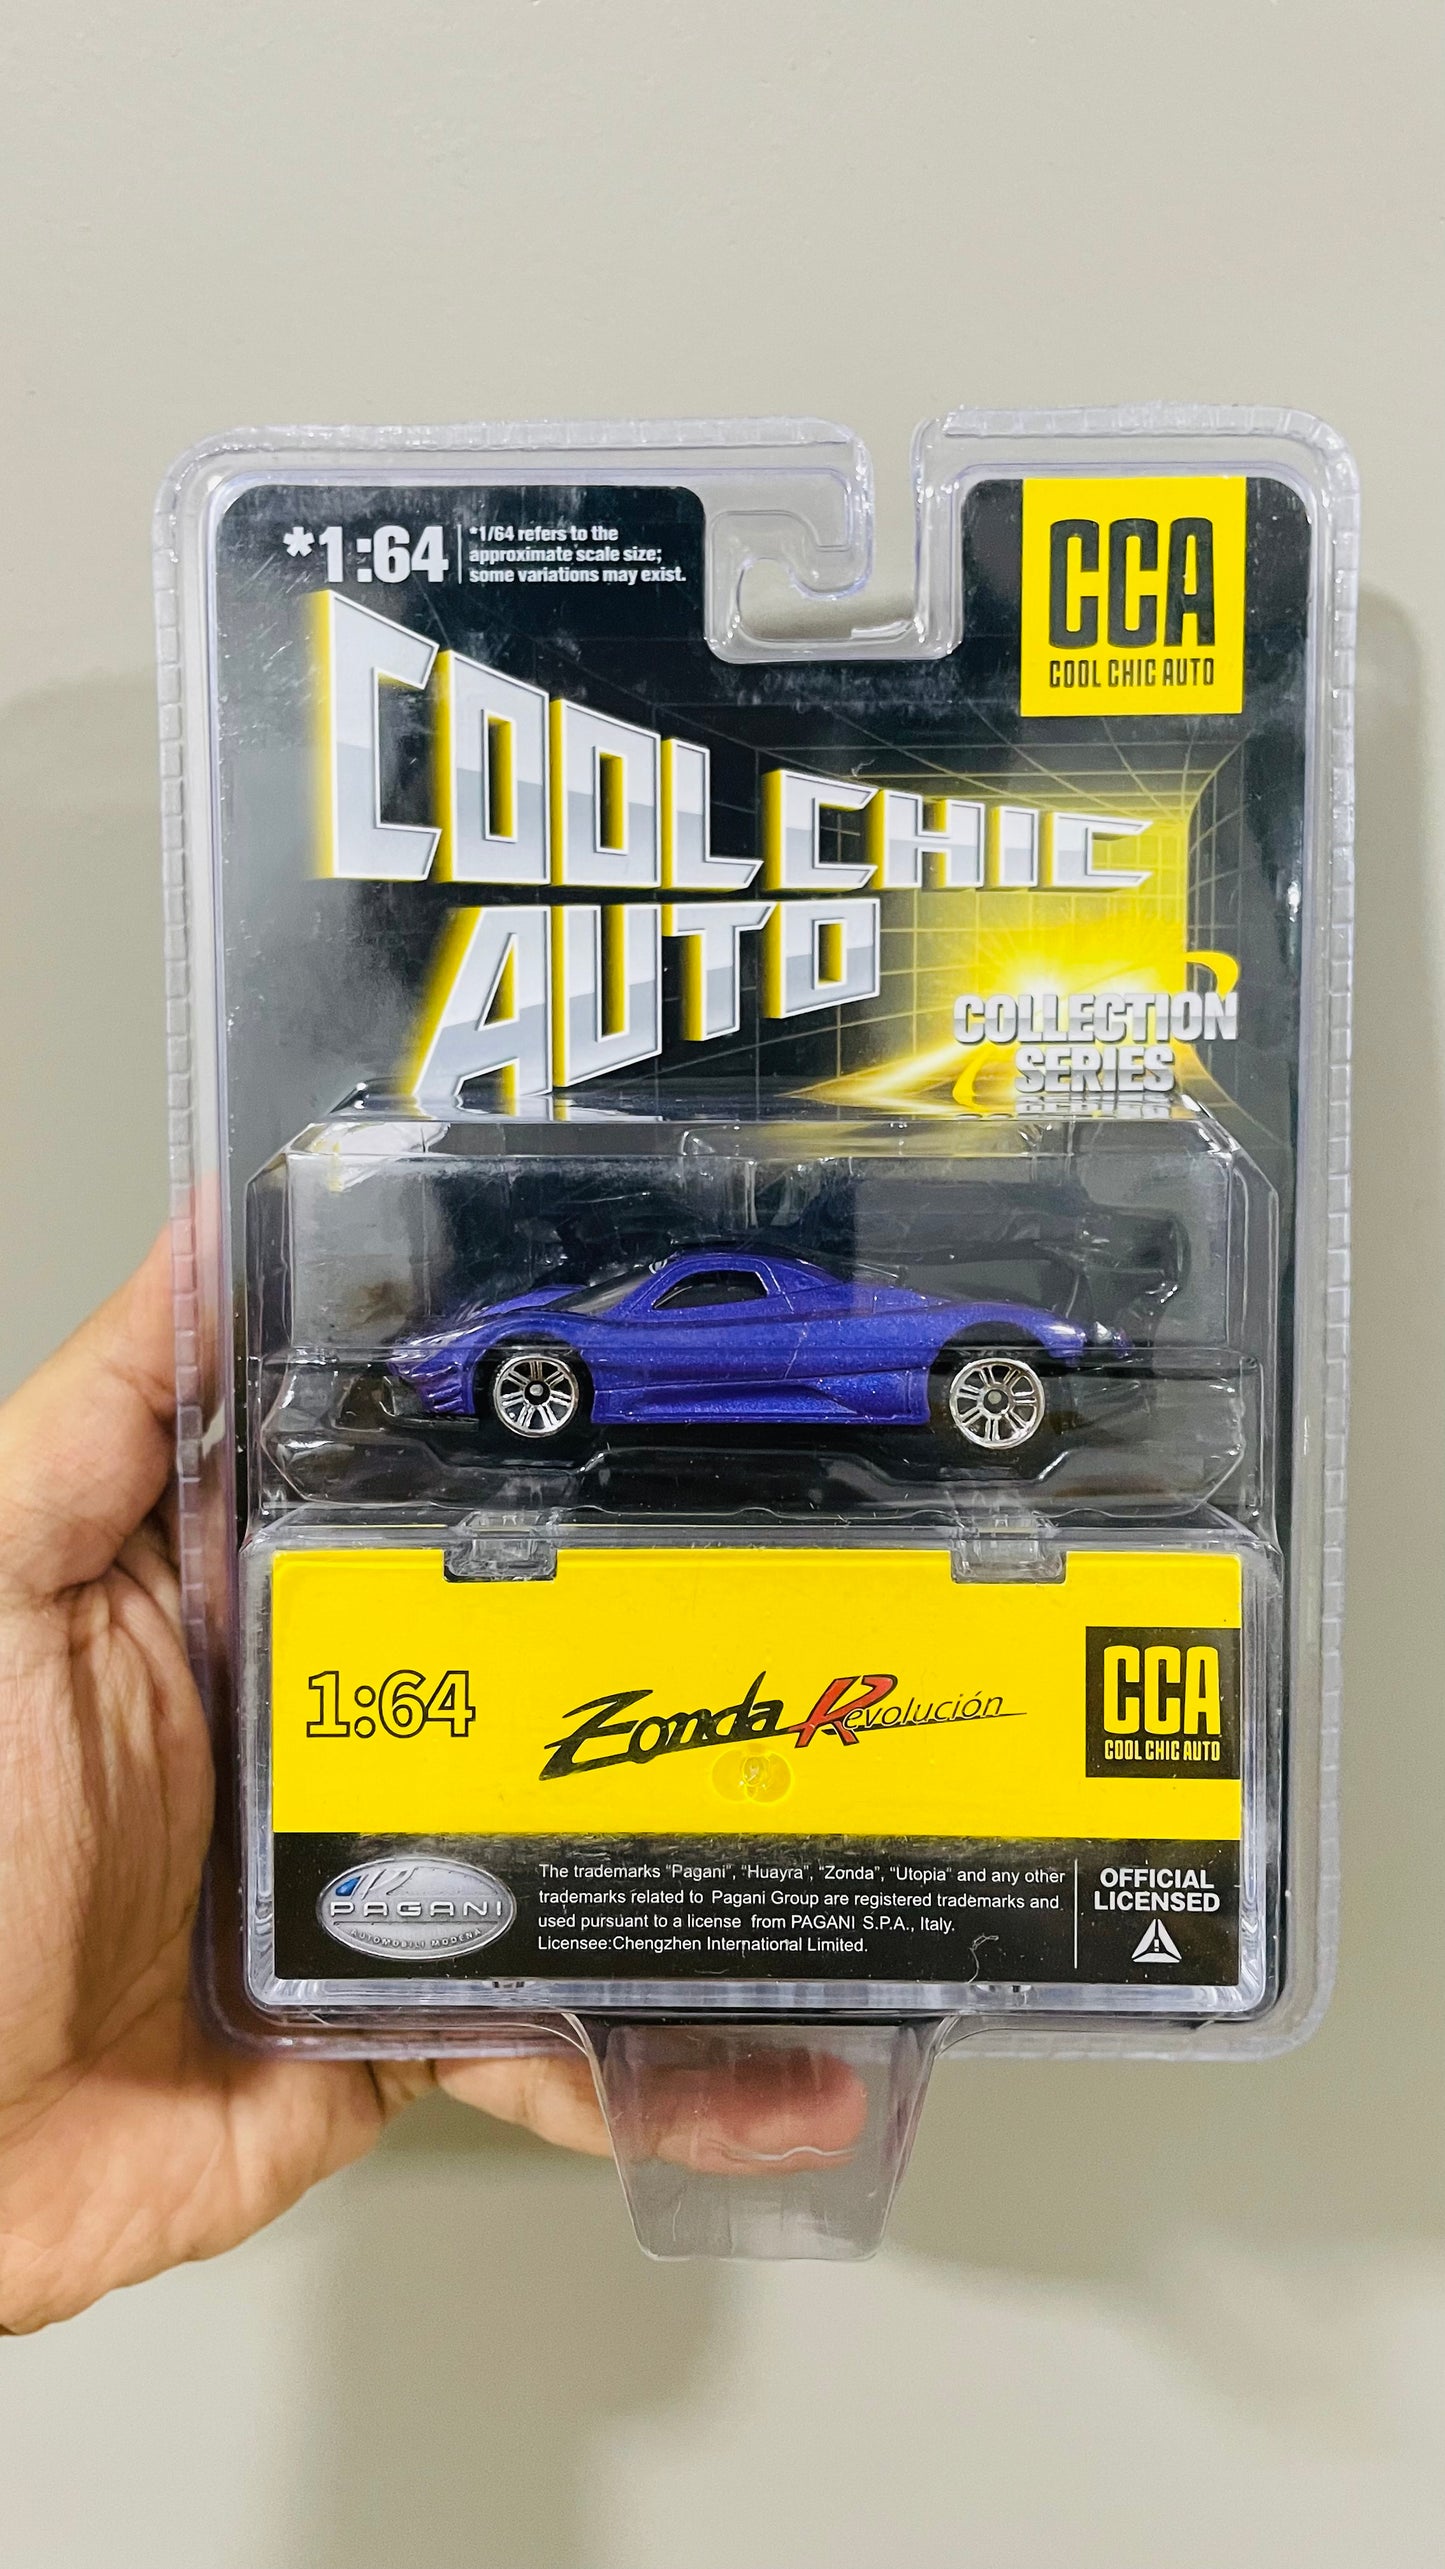 *1:64
*1/64 refers to the
approximate scale size;
some variations may exist.
CCA
COOL CHIC AUTO
COOL CHIC
AUTO
COLLECTION
SERIES
1:64
Zonda Revolución
CCA
COOL CHIC AUTO
PAGANI
AUTOMOBILI MODENA
The trademarks "Pagani", "Huayra", "Zonda", "Utopia" and any other
trademarks related to Pagani Group are registered trademarks and
used pursuant to a license from PAGANI S.P.A., Italy.
Licensee:Chengzhen International Limited.
OFFICIAL
LICENSED